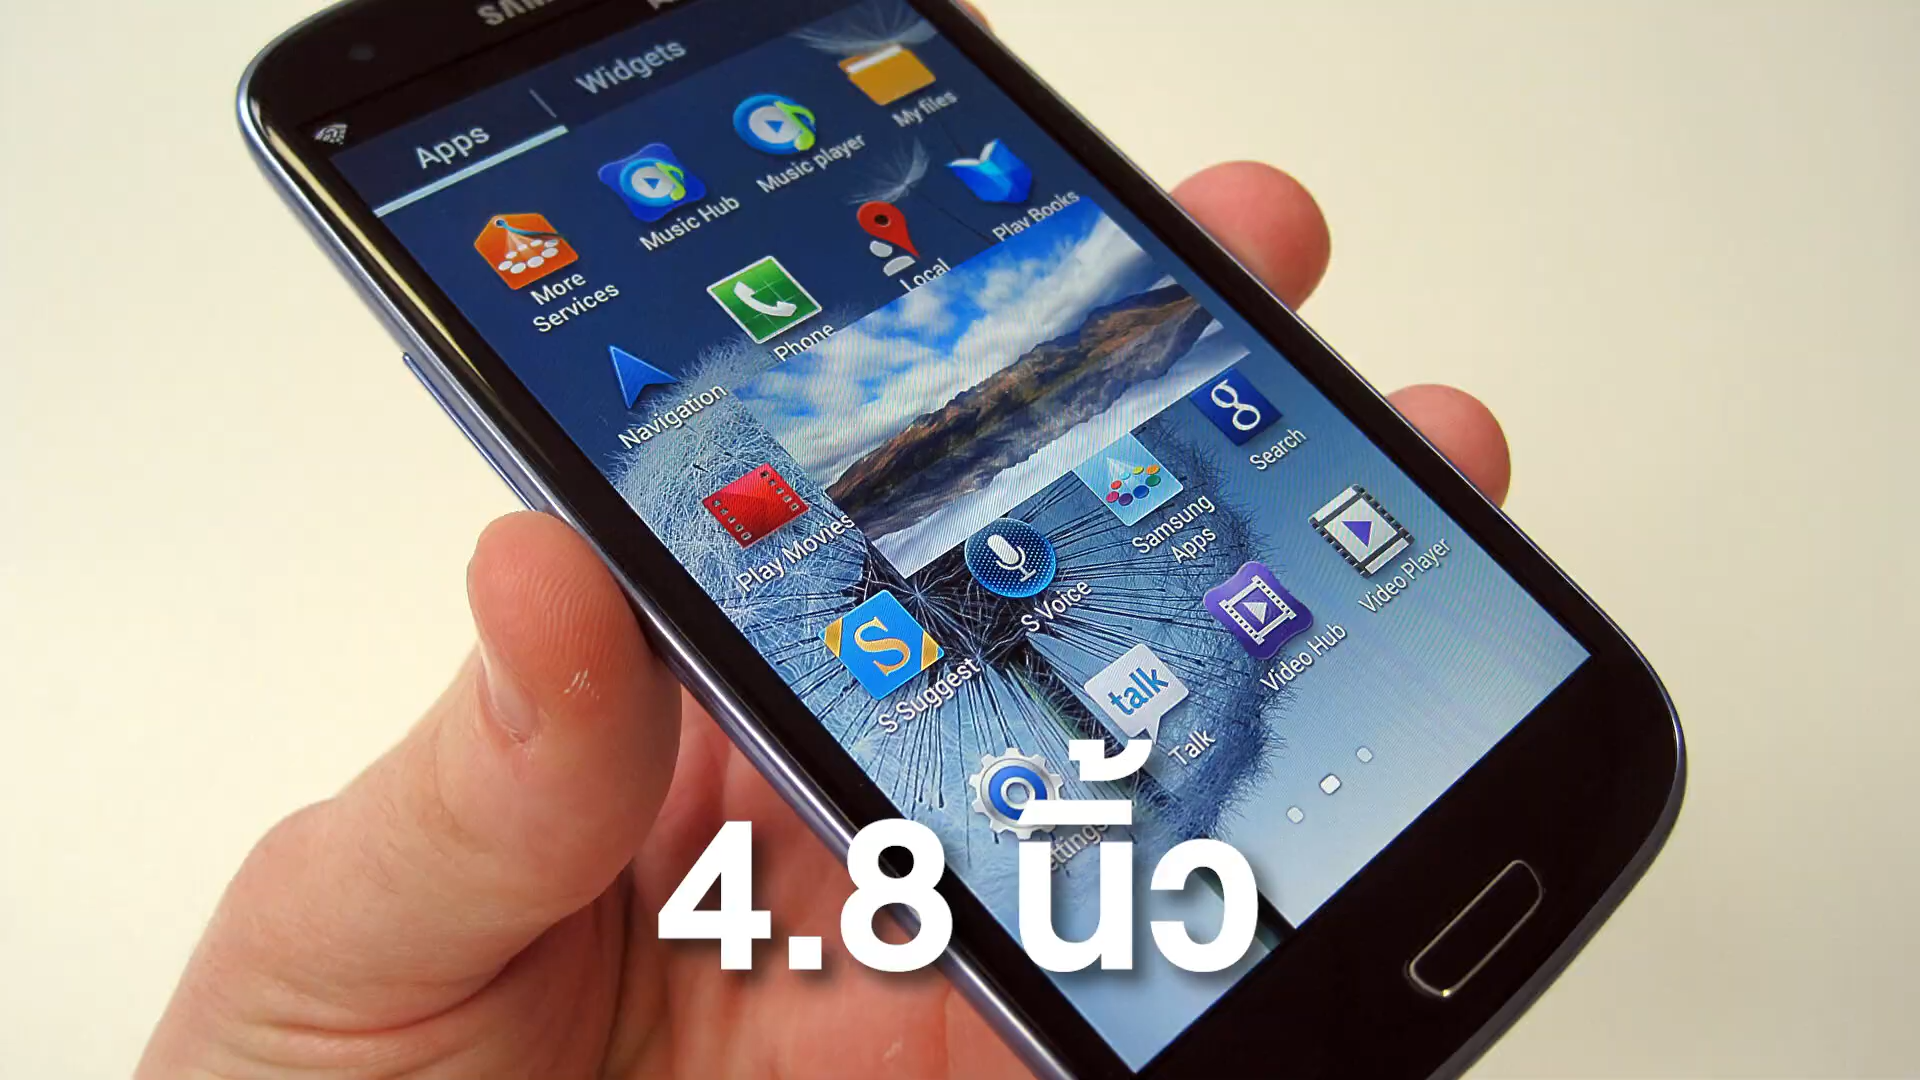 SAM
Apps
Widgets
More
Services
Music Hub
Music player
My files
Navigation
Phone
Local
Play Books
Play Movies
S Suggest
S Voice
Samsung
Apps
g
Search
S
talk
Talk
Video Hub
Video Player
ettings
4.8 นิ้ว